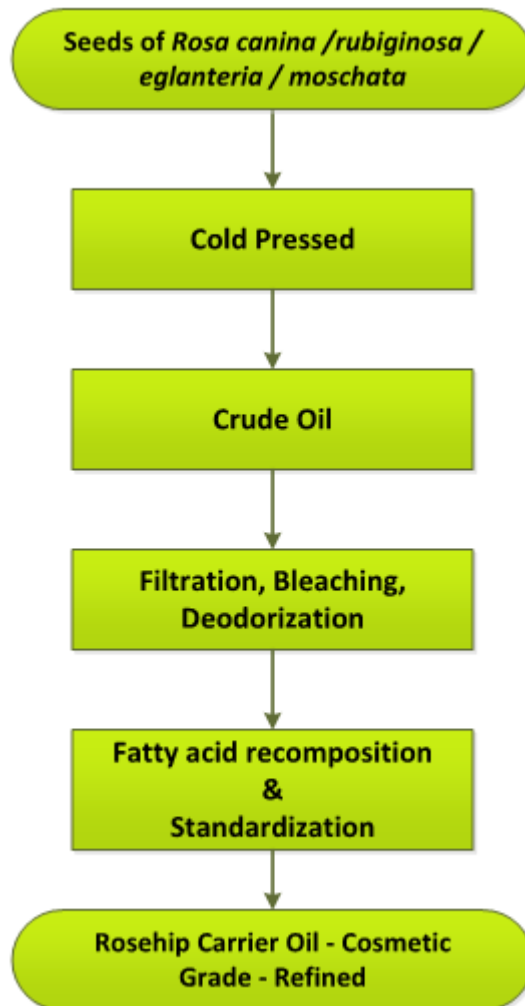 Seeds of Rosa canina /rubiginosa /
eglanteria / moschata
Cold Pressed
Crude Oil
Filtration, Bleaching,
Deodorization
Fatty acid recomposition
&
Standardization
Rosehip Carrier Oil - Cosmetic
Grade - Refined